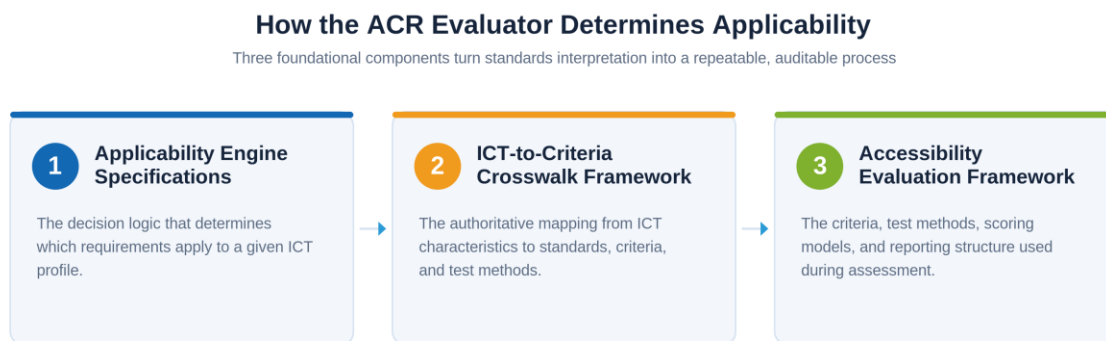 How the ACR Evaluator Determines Applicability
Three foundational components turn standards interpretation into a repeatable, auditable process
1
Applicability Engine
Specifications
The decision logic that determines
which requirements apply to a given ICT
profile.
2
ICT-to-Criteria
Crosswalk Framework
The authoritative mapping from ICT
characteristics to standards, criteria,
and test methods.
3
Accessibility
Evaluation Framework
The criteria, test methods, scoring
models, and reporting structure used
during assessment.